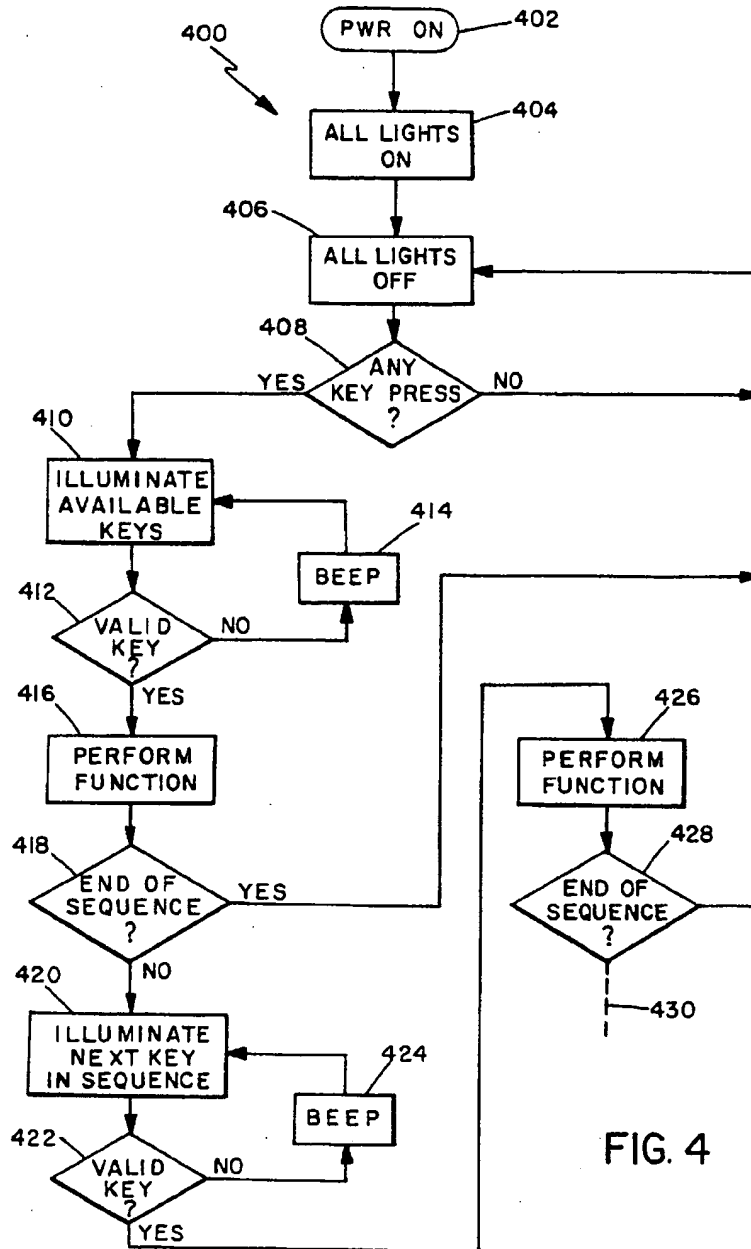 PWR ON
402
400
ALL LIGHTS
ON
404
406
ALL LIGHTS
OFF
408
ANY
KEY PRESS
?
YES
NO
410
ILLUMINATE
AVAILABLE
KEYS
414
BEEP
412
VALID
KEY
?
NO
YES
416
PERFORM
FUNCTION
418
END OF
SEQUENCE
?
YES
NO
420
ILLUMINATE
NEXT KEY
IN SEQUENCE
424
BEEP
422
VALID
KEY
?
NO
YES
426
PERFORM
FUNCTION
428
END OF
SEQUENCE
?
430
FIG. 4